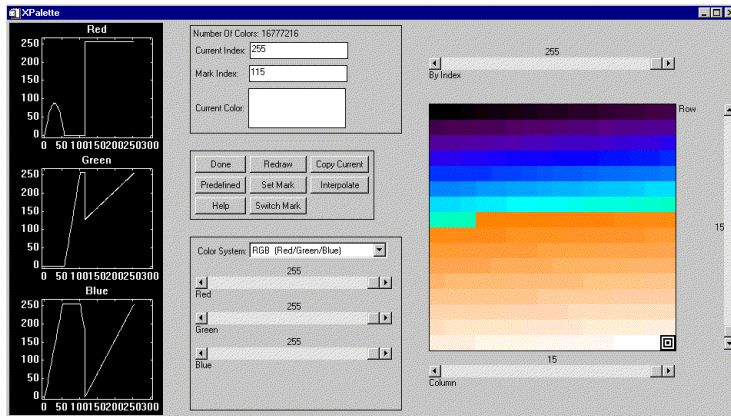 XPalette
Red
250
200
150
100
50
0
0 50 100150200250300
Green
250
200
150
100
50
0
0 50 100150200250300
Blue
250
200
150
100
50
0
0 50 100150200250300
Number Of Colors: 16777216
Current Index: 255
Mark Index: 115
Current Color:
Done Redraw Copy Current
Predefined Set Mark Interpolate
Help Switch Mark
Color System: RGB (Red/Green/Blue)
255
Red
255
Green
255
Blue
255
By Index
Row
15
15
Column